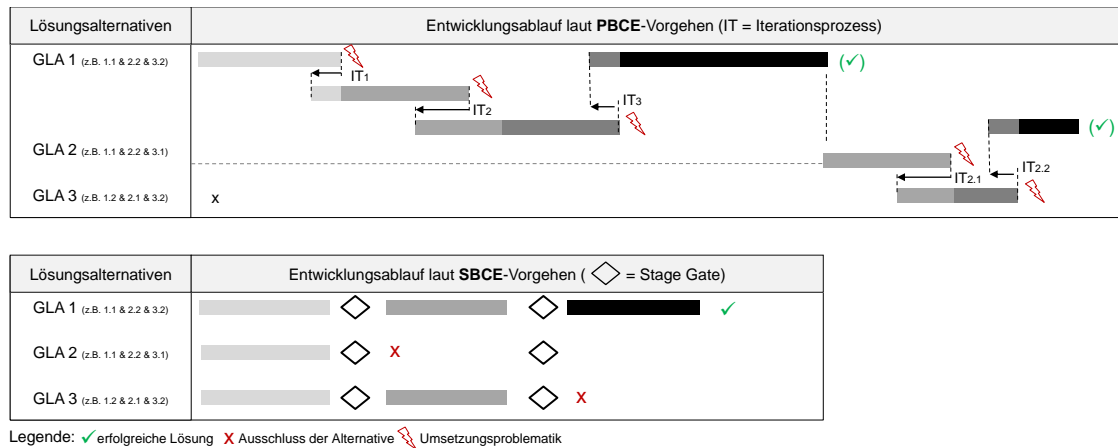 Lösungsalternativen Entwicklungsablauf laut PBCE-Vorgehen (IT = Iterationsprozess)
GLA 1 (z.B. 1.1 & 2.2 & 3.2) (✓)
IT1 IT3
IT2
(✓)
GLA 2 (z.B. 1.1 & 2.2 & 3.1)
IT2.1 IT2.2
GLA 3 (z.B. 1.2 & 2.1 & 3.2) x
Lösungsalternativen Entwicklungsablauf laut SBCE-Vorgehen ( = Stage Gate)
GLA 1 (z.B. 1.1 & 2.2 & 3.2) ✓
GLA 2 (z.B. 1.1 & 2.2 & 3.1) x
GLA 3 (z.B. 1.2 & 2.1 & 3.2) x
Legende: ✓ erfolgreiche Lösung X Ausschluss der Alternative Umsetzungsproblematik